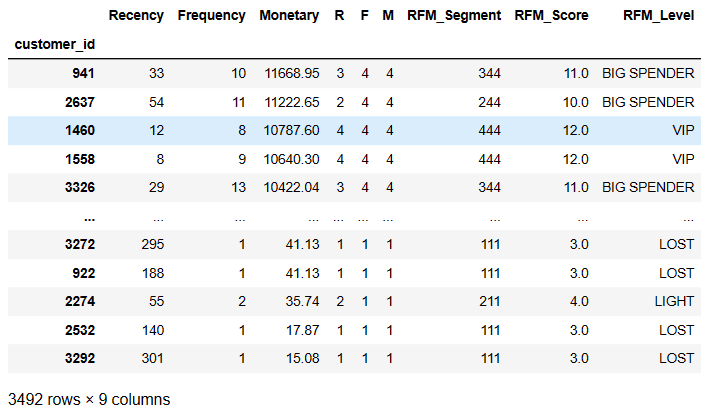 Recency Frequency Monetary R F M RFM_Segment RFM_Score RFM_Level
customer_id
941 33 10 11668.95 3 4 4 344 11.0 BIG SPENDER
2637 54 11 11222.65 2 4 4 244 10.0 BIG SPENDER
1460 12 8 10787.60 4 4 4 444 12.0 VIP
1558 8 9 10640.30 4 4 4 444 12.0 VIP
3326 29 13 10422.04 3 4 4 344 11.0 BIG SPENDER
... ... ... ... ... ... ... ... ... ...
3272 295 1 41.13 1 1 1 111 3.0 LOST
922 188 1 41.13 1 1 1 111 3.0 LOST
2274 55 2 35.74 2 1 1 211 4.0 LIGHT
2532 140 1 17.87 1 1 1 111 3.0 LOST
3292 301 1 15.08 1 1 1 111 3.0 LOST
3492 rows × 9 columns